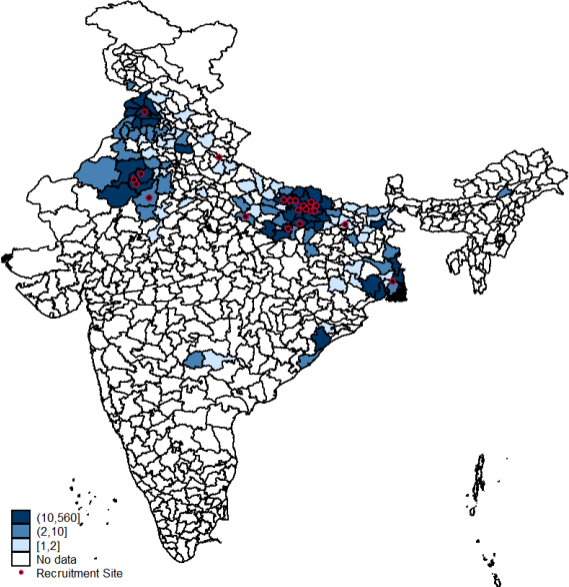 (10,560]
(2,10]
[1,2]
No data
Recruitment Site